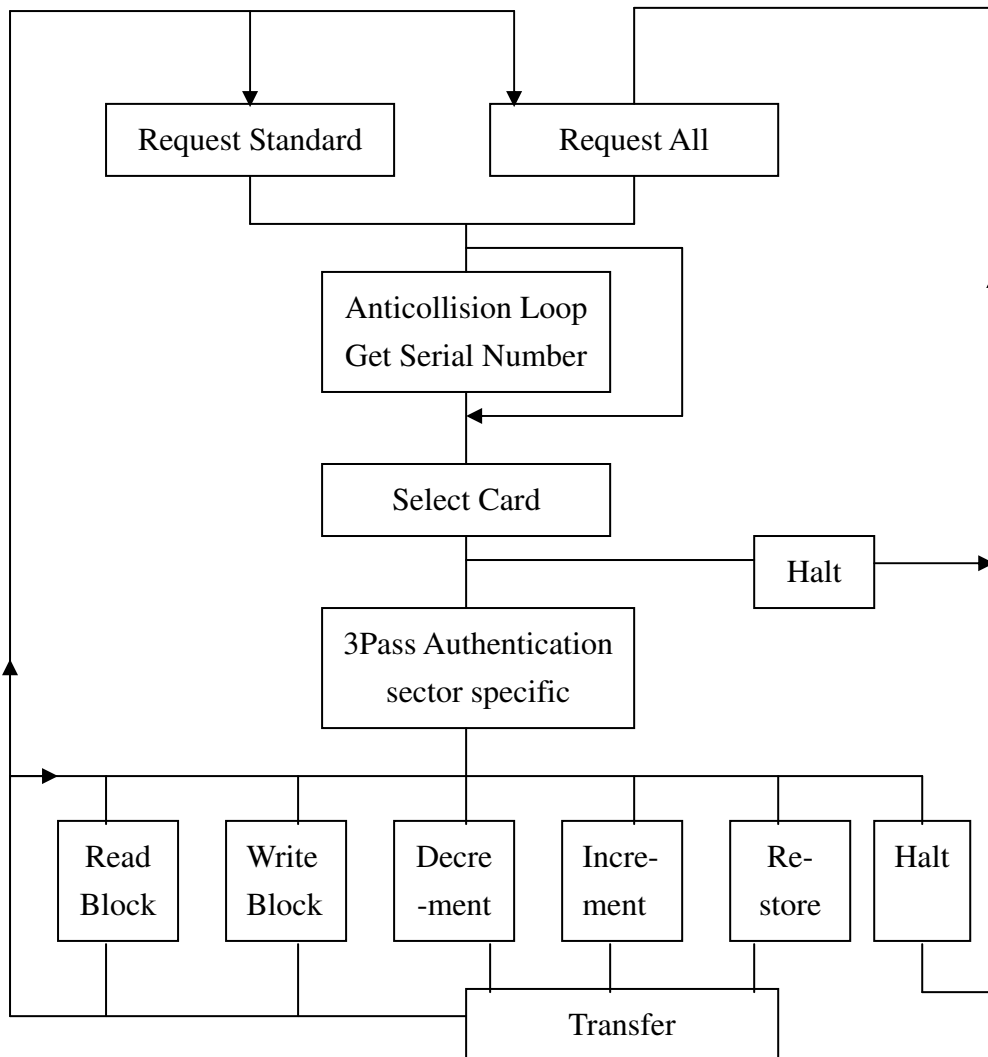 Request Standard
Request All
Anticollision Loop
Get Serial Number
Select Card
Halt
3Pass Authentication
sector specific
Read
Block
Write
Block
Decre
-ment
Incre-
ment
Re-
store
Halt
Transfer